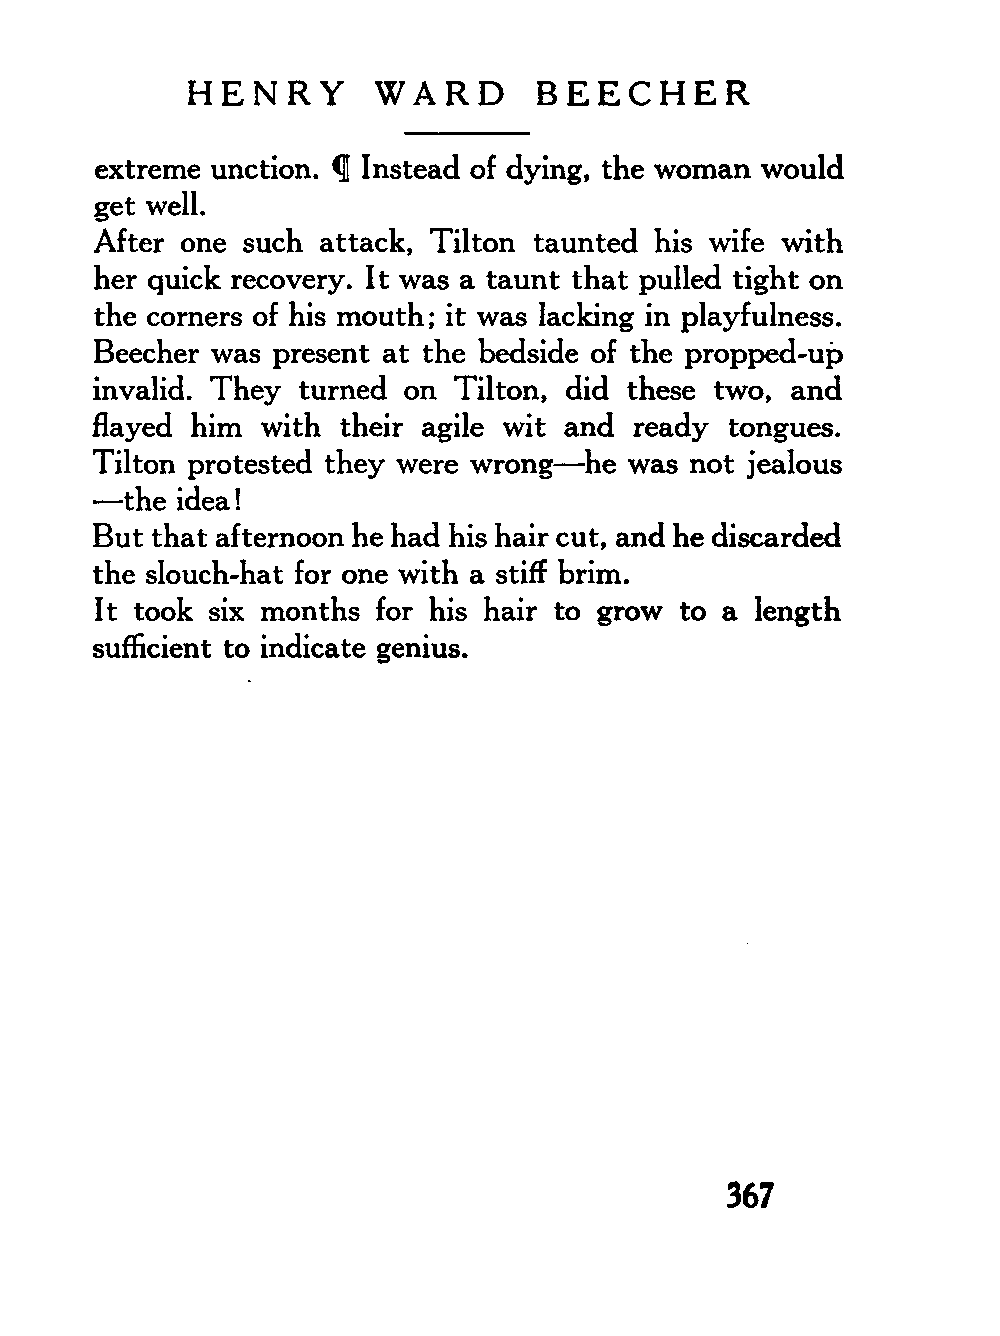 HENRY WARD BEECHER
extreme unction. ¶ Instead of dying, the woman would
get well.
After one such attack, Tilton taunted his wife with
her quick recovery. It was a taunt that pulled tight on
the corners of his mouth; it was lacking in playfulness.
Beecher was present at the bedside of the propped-up
invalid. They turned on Tilton, did these two, and
flayed him with their agile wit and ready tongues.
Tilton protested they were wrong—he was not jealous
—the idea!
But that afternoon he had his hair cut, and he discarded
the slouch-hat for one with a stiff brim.
It took six months for his hair to grow to a length
sufficient to indicate genius.
367